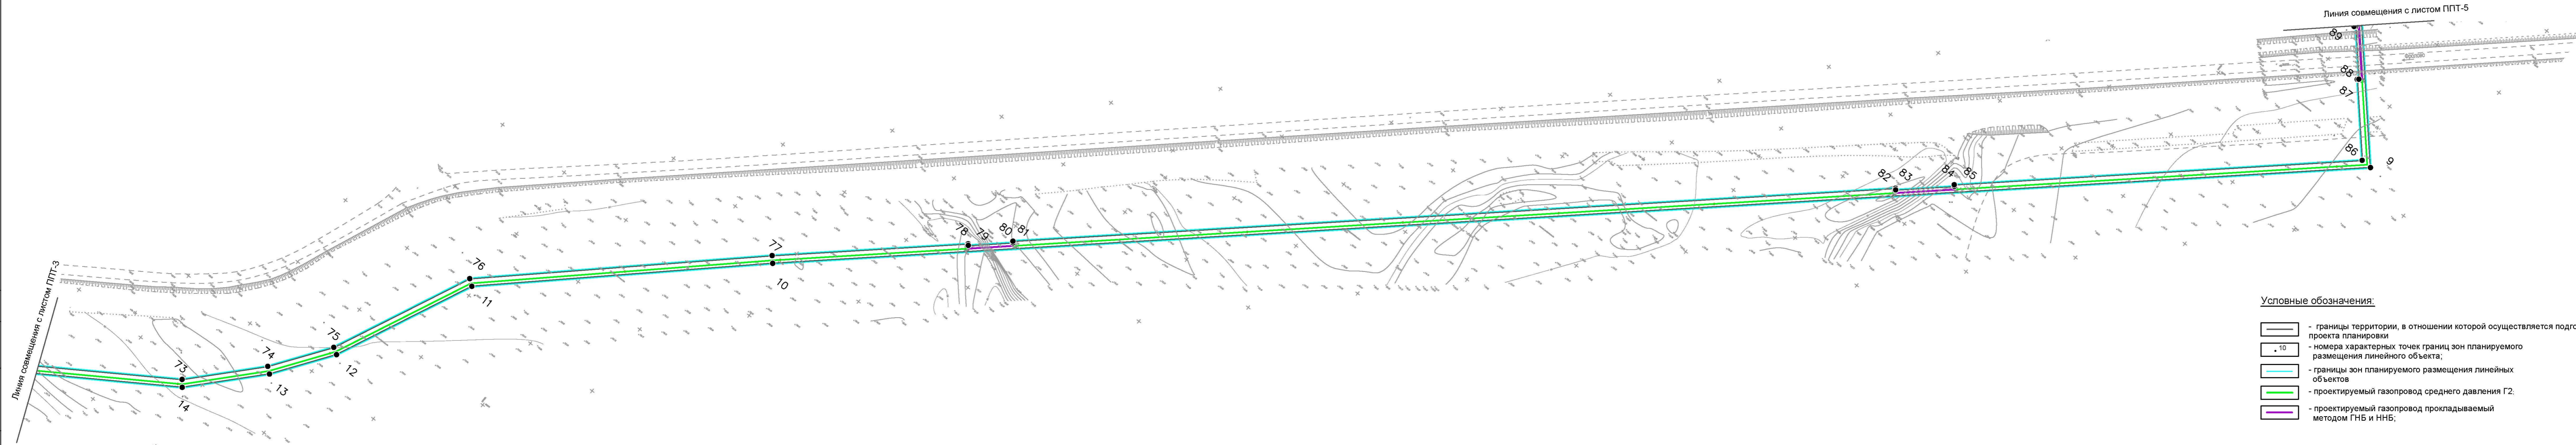 Линия совмещения с листом ППТ-5
89
88
87
86
9
82
83
84
85
78
79
80
81
77
10
76
11
75
12
74
13
73
14
Линия совмещения с листом ППТ-3
Условные обозначения:
- границы территории, в отношении которой осуществляется подго
проекта планировки
10
- номера характерных точек границ зон планируемого
размещения линейного объекта;
- границы зон планируемого размещения линейных
объектов
- проектируемый газопровод среднего давления Г2;
- проектируемый газопровод прокладываемый
методом ГНБ и ННБ;